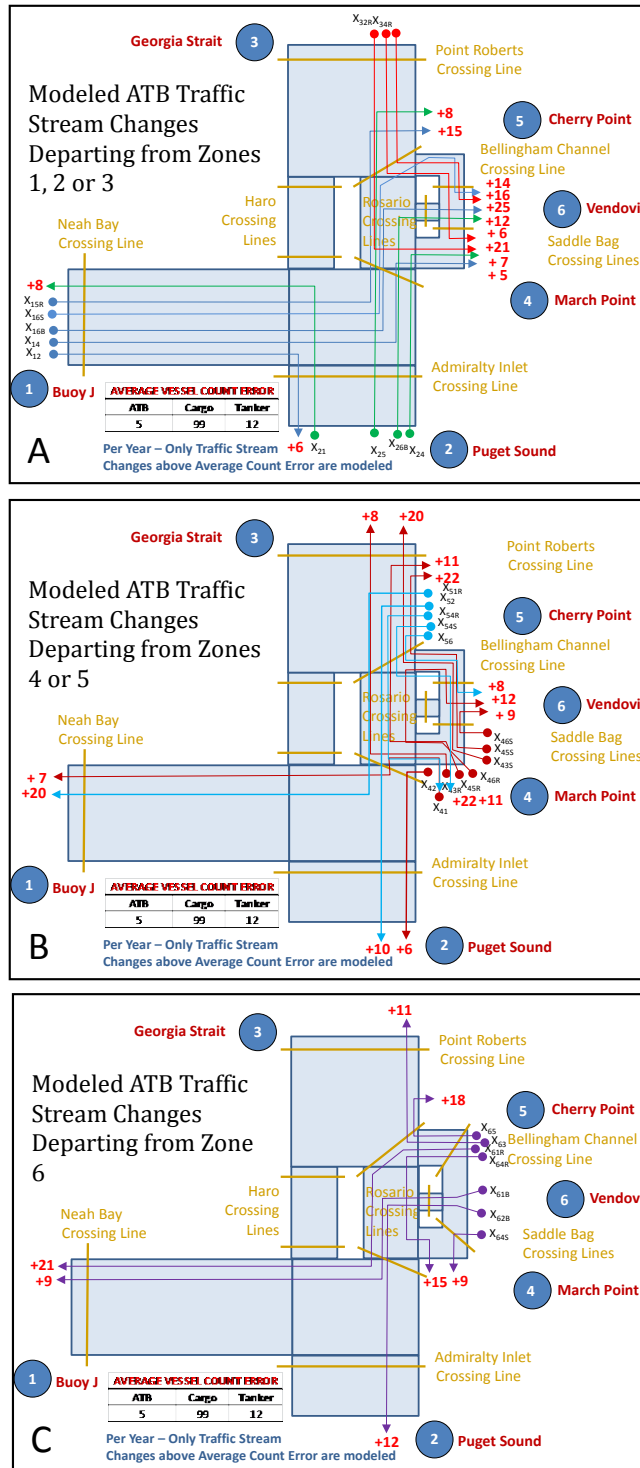 X32R X34R
Georgia Strait
3
Point Roberts
Crossing Line
Modeled ATB Traffic
Stream Changes
Departing from Zones
1, 2 or 3
+8
+15
5
Cherry Point
Bellingham Channel
Crossing Line
Haro
Crossing
Lines
Rosario
Crossing
Lines
+14
+16
+25
+12
+ 6
+21
+ 7
+ 5
6
Vendovi
Saddle Bag
Crossing Lines
Neah Bay
Crossing Line
+8
X15R
X16S
X16B
X14
X12
4
March Point
Admiralty Inlet
Crossing Line
1
Buoy J
AVERAGE VESSEL COUNT ERROR
ATB Cargo Tanker
5 99 12
Per Year – Only Traffic Stream
Changes above Average Count Error are modeled
A
+6
X21
X25
X26B
X24
2
Puget Sound
+8
+20
Georgia Strait
3
Point Roberts
Crossing Line
Modeled ATB Traffic
Stream Changes
Departing from Zones
4 or 5
+11
+22
X51R
X52
X54R
X54S
X56
5
Cherry Point
Bellingham Channel
Crossing Line
Haro
Crossing
Lines
Rosario
Crossing
Lines
+8
+12
+ 9
6
Vendovi
Saddle Bag
Crossing Lines
X46S
X45S
X43S
X46R
X45R
X43R
X42
X41
+22
+11
4
March Point
Neah Bay
Crossing Line
+ 7
+20
Admiralty Inlet
Crossing Line
1
Buoy J
AVERAGE VESSEL COUNT ERROR
ATB Cargo Tanker
5 99 12
Per Year – Only Traffic Stream
Changes above Average Count Error are modeled
B
+10
+6
2
Puget Sound
+11
Georgia Strait
3
Point Roberts
Crossing Line
Modeled ATB Traffic
Stream Changes
Departing from Zone
6
+18
5
Cherry Point
X65
X63
X61R
X64R
Bellingham Channel
Crossing Line
Haro
Crossing
Lines
Rosario
Crossing
Lines
X61B
X62B
X64S
6
Vendovi
Saddle Bag
Crossing Lines
Neah Bay
Crossing Line
+21
+9
+15
+9
4
March Point
Admiralty Inlet
Crossing Line
1
Buoy J
AVERAGE VESSEL COUNT ERROR
ATB Cargo Tanker
5 99 12
Per Year – Only Traffic Stream
Changes above Average Count Error are modeled
C
+12
2
Puget Sound